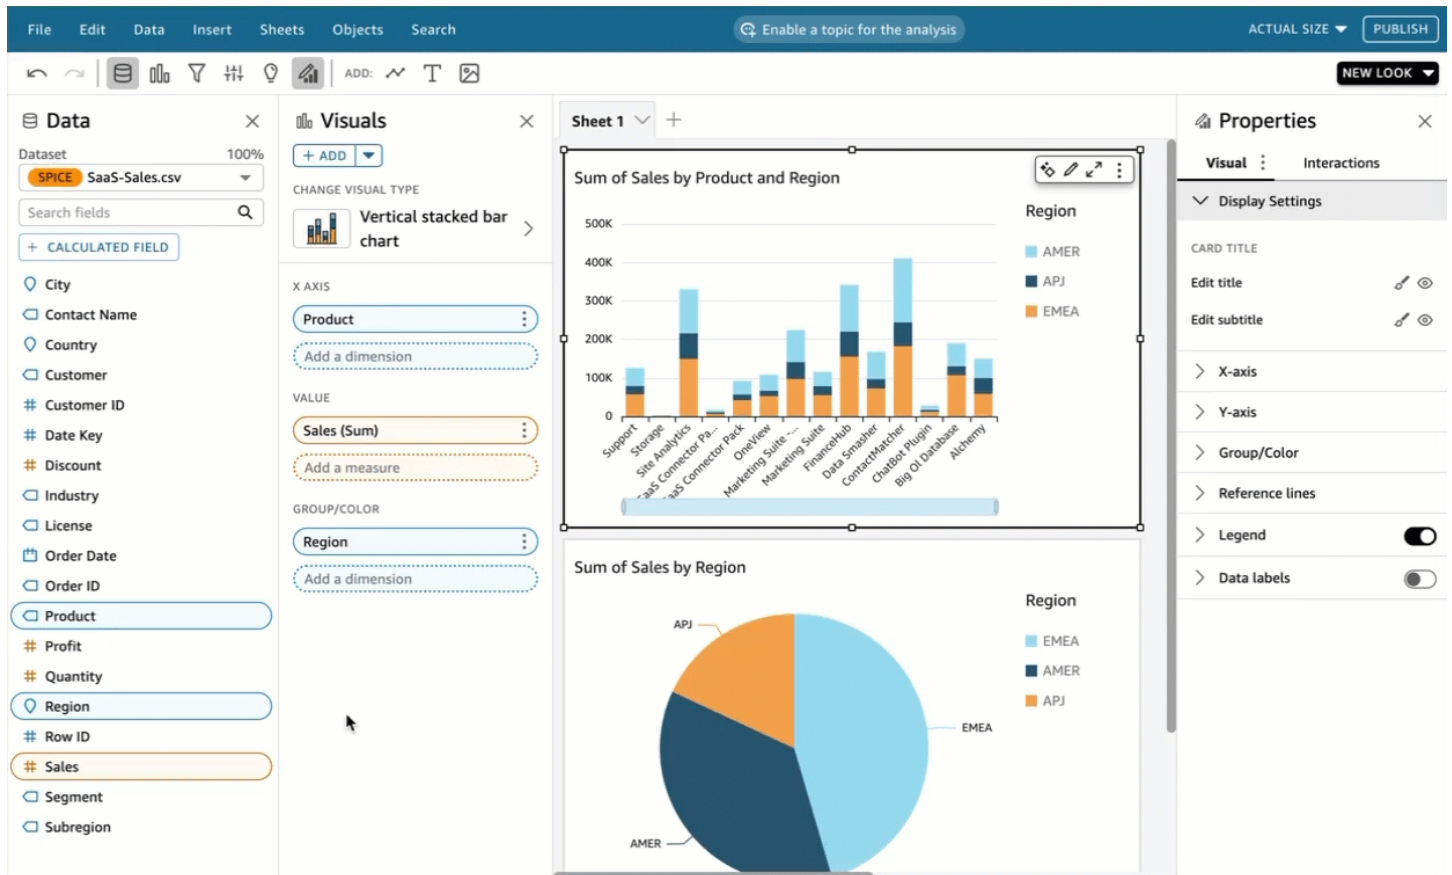 File Edit Data Insert Sheets Objects Search
Enable a topic for the analysis
ACTUAL SIZE
PUBLISH
ADD:
NEW LOOK
Data
Dataset 100%
SPICE SaaS-Sales.csv
Search fields
+ CALCULATED FIELD
City
Contact Name
Country
Customer
Customer ID
Date Key
Discount
Industry
License
Order Date
Order ID
Product
Profit
Quantity
Region
Row ID
Sales
Segment
Subregion
Visuals
+ ADD
CHANGE VISUAL TYPE
Vertical stacked bar
chart
X AXIS
Product
Add a dimension
VALUE
Sales (Sum)
Add a measure
GROUP/COLOR
Region
Add a dimension
Sheet 1
Sum of Sales by Product and Region
500K
400K
300K
200K
100K
0
Support
Storage
Site Analytics
SaaS Connector Pa...
SaaS Connector Pack
OneView
Marketing Suite -...
Marketing Suite
FinanceHub
Data Smasher
ContactMatcher
ChatBot Plugin
Big Ol Database
Alchemy
Region
AMER
APJ
EMEA
Sum of Sales by Region
APJ
EMEA
AMER
Region
EMEA
AMER
APJ
Properties
Visual Interactions
Display Settings
CARD TITLE
Edit title
Edit subtitle
X-axis
Y-axis
Group/Color
Reference lines
Legend
Data labels